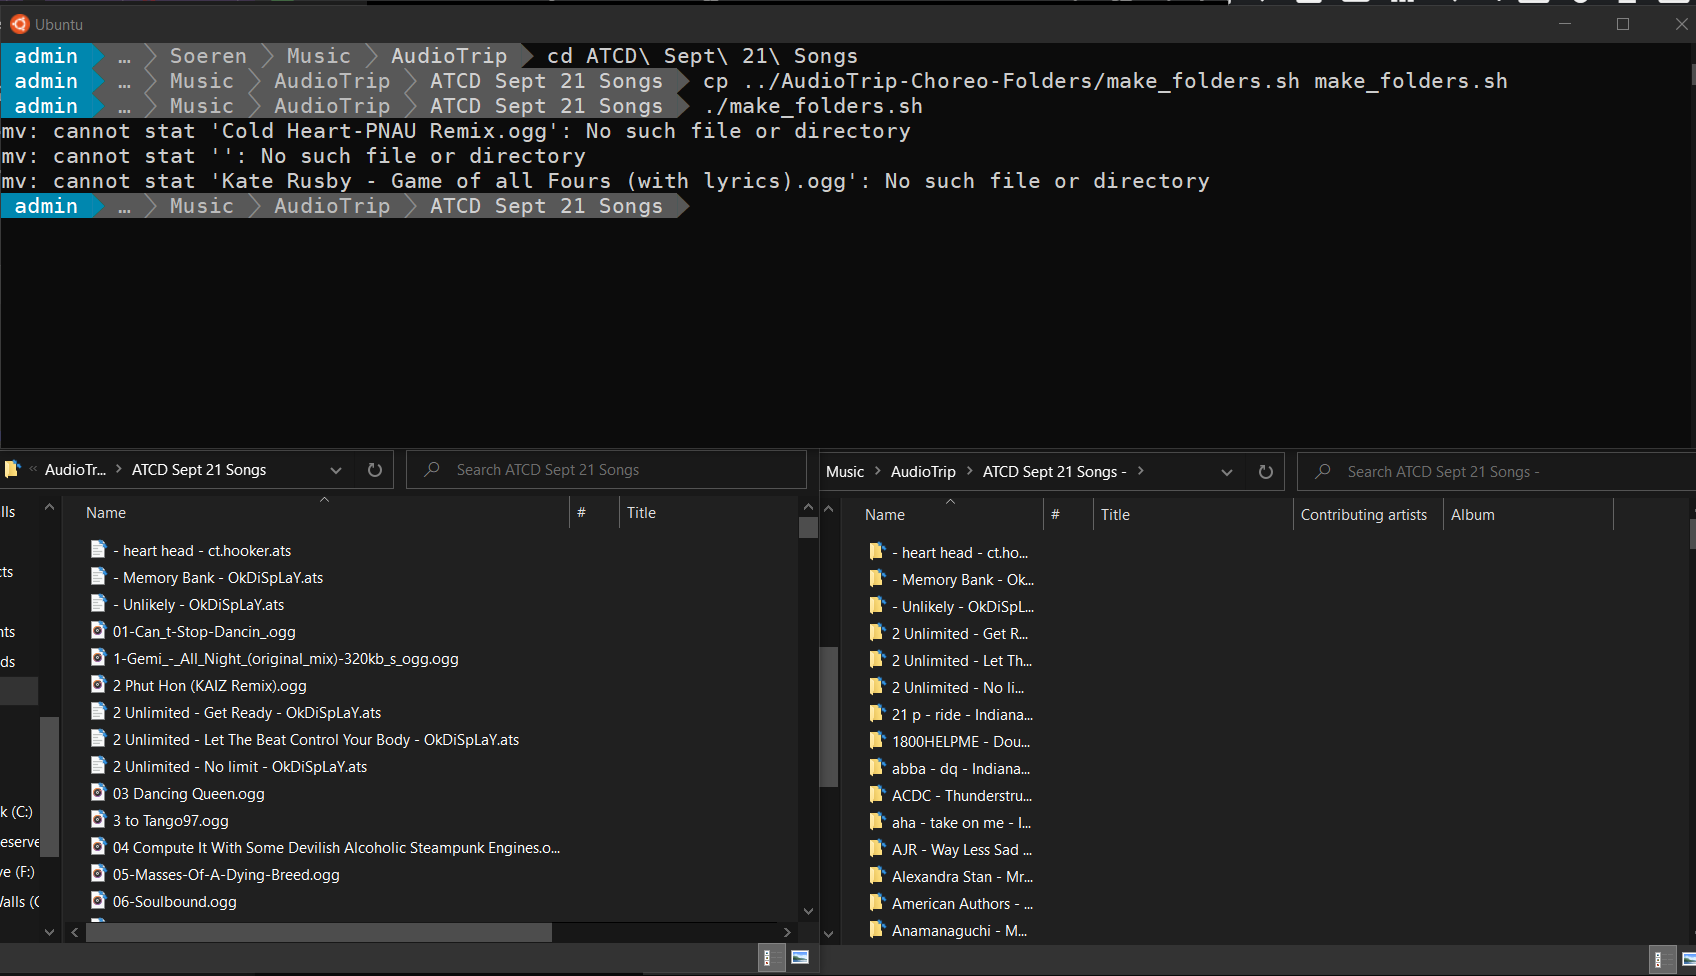 Ubuntu
admin … Soeren Music AudioTrip cd ATCD\ Sept\ 21\ Songs
admin … Music AudioTrip ATCD Sept 21 Songs cp ../AudioTrip-Choreo-Folders/make_folders.sh make_folders.sh
admin … Music AudioTrip ATCD Sept 21 Songs ./make_folders.sh
mv: cannot stat 'Cold Heart-PNAU Remix.ogg': No such file or directory
mv: cannot stat '': No such file or directory
mv: cannot stat 'Kate Rusby - Game of all Fours (with lyrics).ogg': No such file or directory
admin … Music AudioTrip ATCD Sept 21 Songs
« AudioTr... > ATCD Sept 21 Songs
Search ATCD Sept 21 Songs
lls
cts
nts
ds
k (C:)
eserve
ve (F:)
Valls (C
Name # Title
- heart head - ct.hooker.ats
- Memory Bank - OkDiSpLaY.ats
- Unlikely - OkDiSpLaY.ats
01-Can_t-Stop-Dancin_.ogg
1-Gemi_-_All_Night_(original_mix)-320kb_s_ogg.ogg
2 Phut Hon (KAIZ Remix).ogg
2 Unlimited - Get Ready - OkDiSpLaY.ats
2 Unlimited - Let The Beat Control Your Body - OkDiSpLaY.ats
2 Unlimited - No limit - OkDiSpLaY.ats
03 Dancing Queen.ogg
3 to Tango97.ogg
04 Compute It With Some Devilish Alcoholic Steampunk Engines.o...
05-Masses-Of-A-Dying-Breed.ogg
06-Soulbound.ogg
Music > AudioTrip > ATCD Sept 21 Songs - >
Search ATCD Sept 21 Songs -
Name # Title Contributing artists Album
- heart head - ct.ho...
- Memory Bank - Ok...
- Unlikely - OkDiSpL...
2 Unlimited - Get R...
2 Unlimited - Let Th...
2 Unlimited - No li...
21 p - ride - Indiana...
1800HELPME - Dou...
abba - dq - Indiana...
ACDC - Thunderstru...
aha - take on me - I...
AJR - Way Less Sad ...
Alexandra Stan - Mr...
American Authors - ...
Anamanaguchi - M...